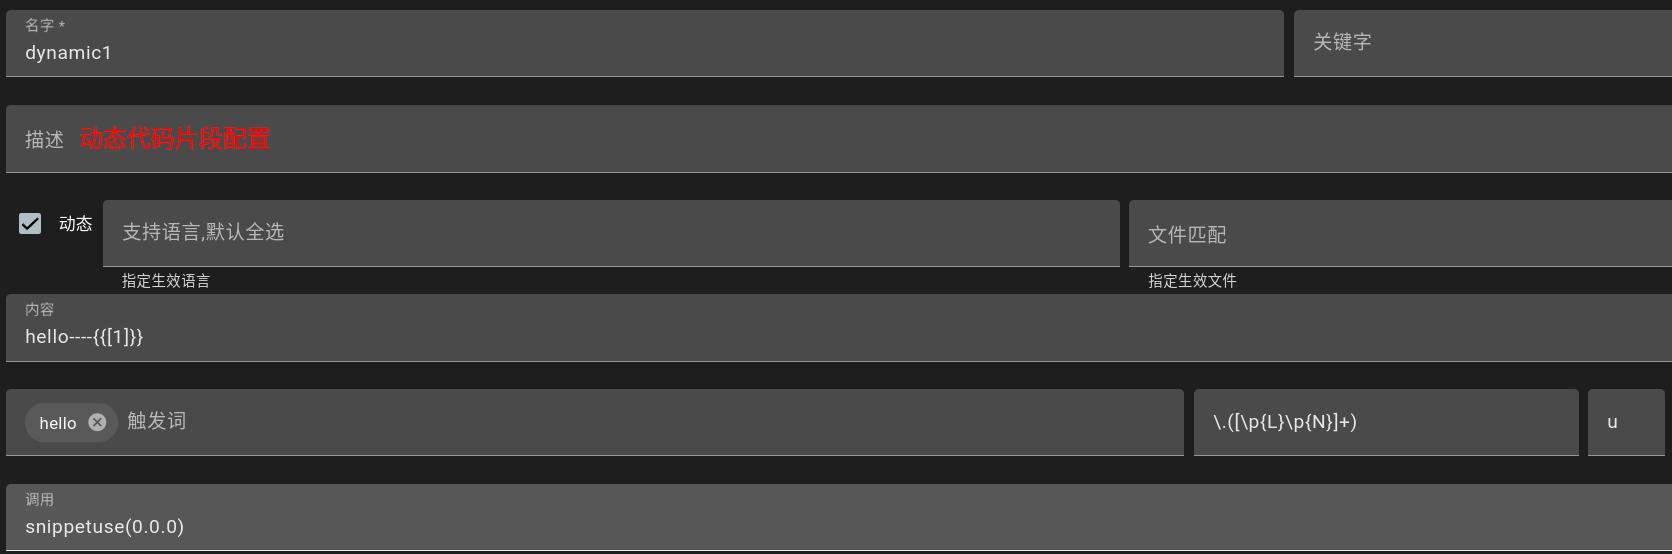 名字 *
dynamic1
关键字
描述 动态代码片段配置
动态
支持语言,默认全选
文件匹配
指定生效语言
指定生效文件
内容
hello----{{[1]}}
hello 触发词
\.([\p{L}\p{N}]+)
u
调用
snippetuse(0.0.0)